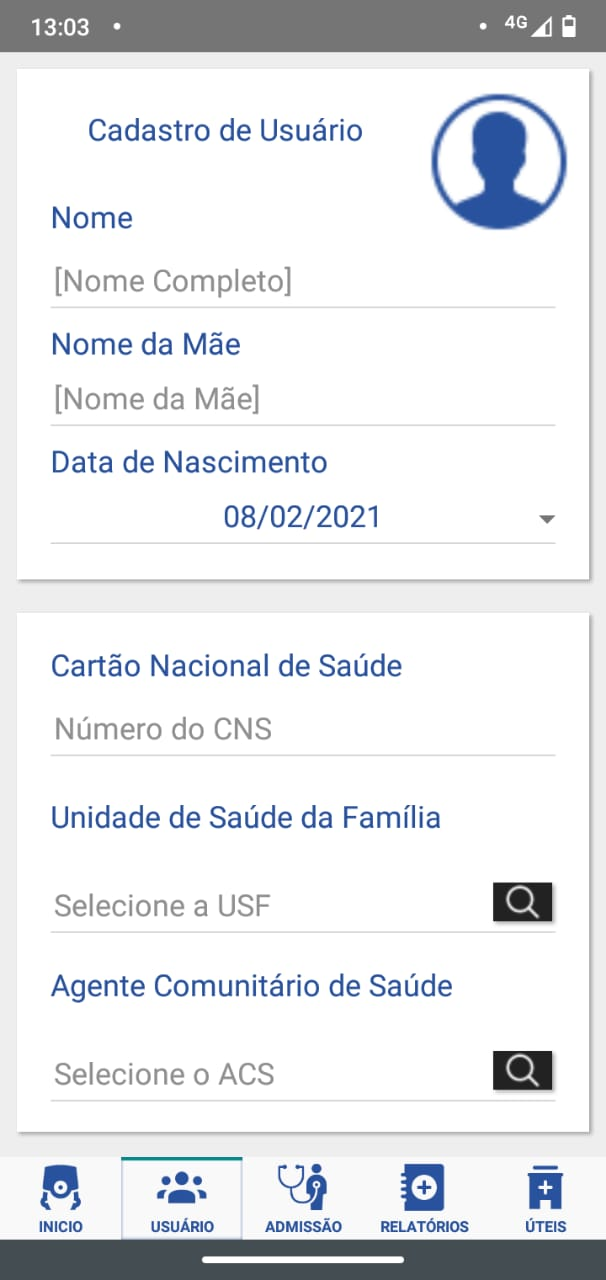 13:03
4G
Cadastro de Usuário
Nome
[Nome Completo]
Nome da Mãe
[Nome da Mãe]
Data de Nascimento
08/02/2021
Cartão Nacional de Saúde
Número do CNS
Unidade de Saúde da Família
Selecione a USF
Agente Comunitário de Saúde
Selecione o ACS
INICIO
USUÁRIO
ADMISSÃO
RELATÓRIOS
ÚTEIS